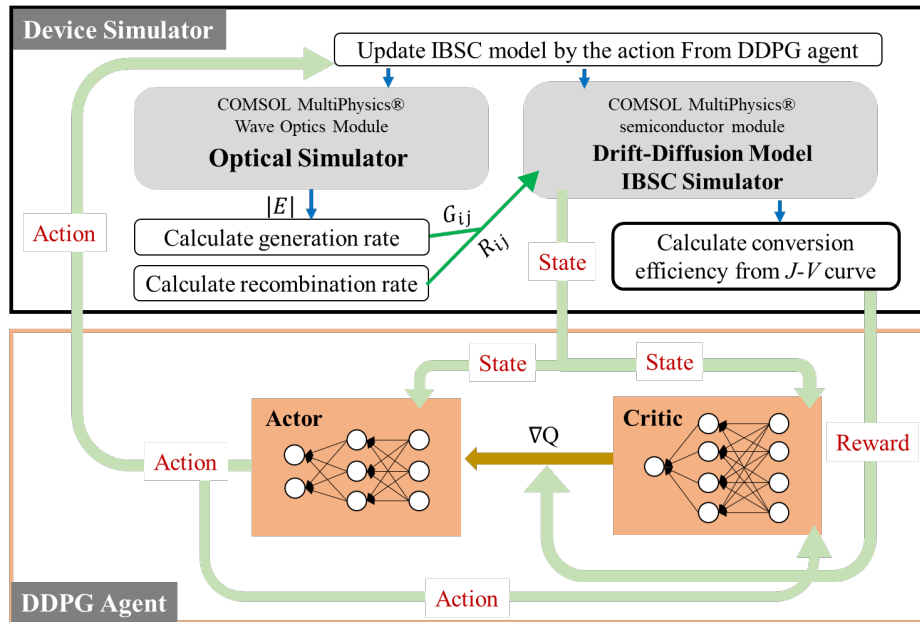 Device Simulator
Update IBSC model by the action From DDPG agent
COMSOL MultiPhysics®
Wave Optics Module
Optical Simulator
COMSOL MultiPhysics®
semiconductor module
Drift-Diffusion Model
IBSC Simulator
|E|
G_ij
R_ij
Calculate generation rate
Calculate recombination rate
Action
State
Calculate conversion
efficiency from J-V curve
State
State
Actor
∇Q
Critic
Action
Reward
Action
DDPG Agent